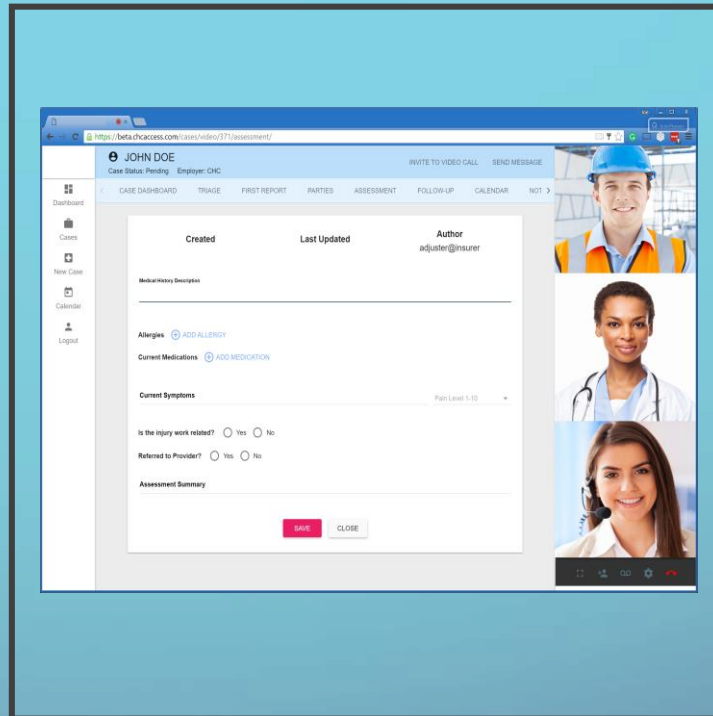 https://beta.chcaccess.com/cases/video/371/assessment/
JOHN DOE
Case Status: Pending Employer: CHC
INVITE TO VIDEO CALL SEND MESSAGE
CASE DASHBOARD TRIAGE FIRST REPORT PARTIES ASSESSMENT FOLLOW-UP CALENDAR NOT
Dashboard
Cases
New Case
Calendar
Logout
Created Last Updated Author
adjuster@insurer
Medical History Description
Allergies ADD ALLERGY
Current Medications ADD MEDICATION
Current Symptoms Pain Level 1-10
Is the injury work related? Yes No
Referred to Provider? Yes No
Assessment Summary
SAVE CLOSE